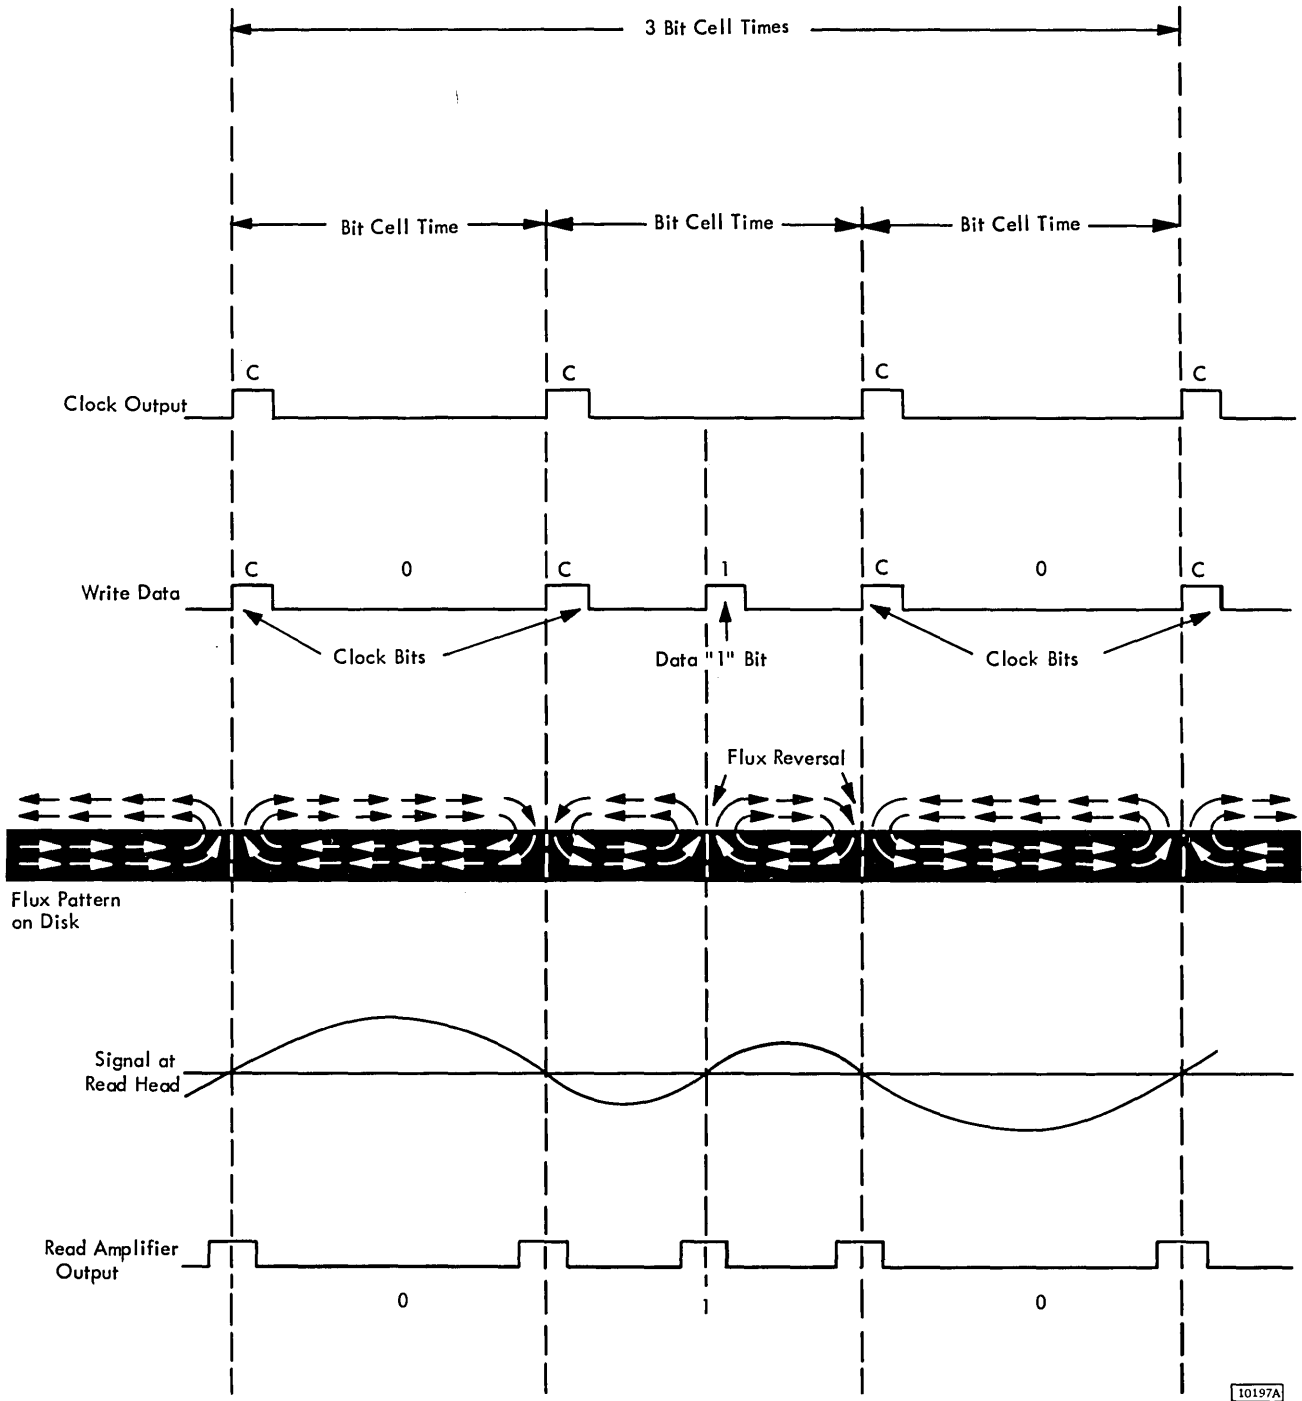 3 Bit Cell Times
Bit Cell Time Bit Cell Time Bit Cell Time
C C C C
Clock Output
C 0 C 1 C 0 C
Write Data
Clock Bits Data "1" Bit Clock Bits
Flux Reversal
Flux Pattern
on Disk
Signal at
Read Head
Read Amplifier
Output
0 1 0
10197A